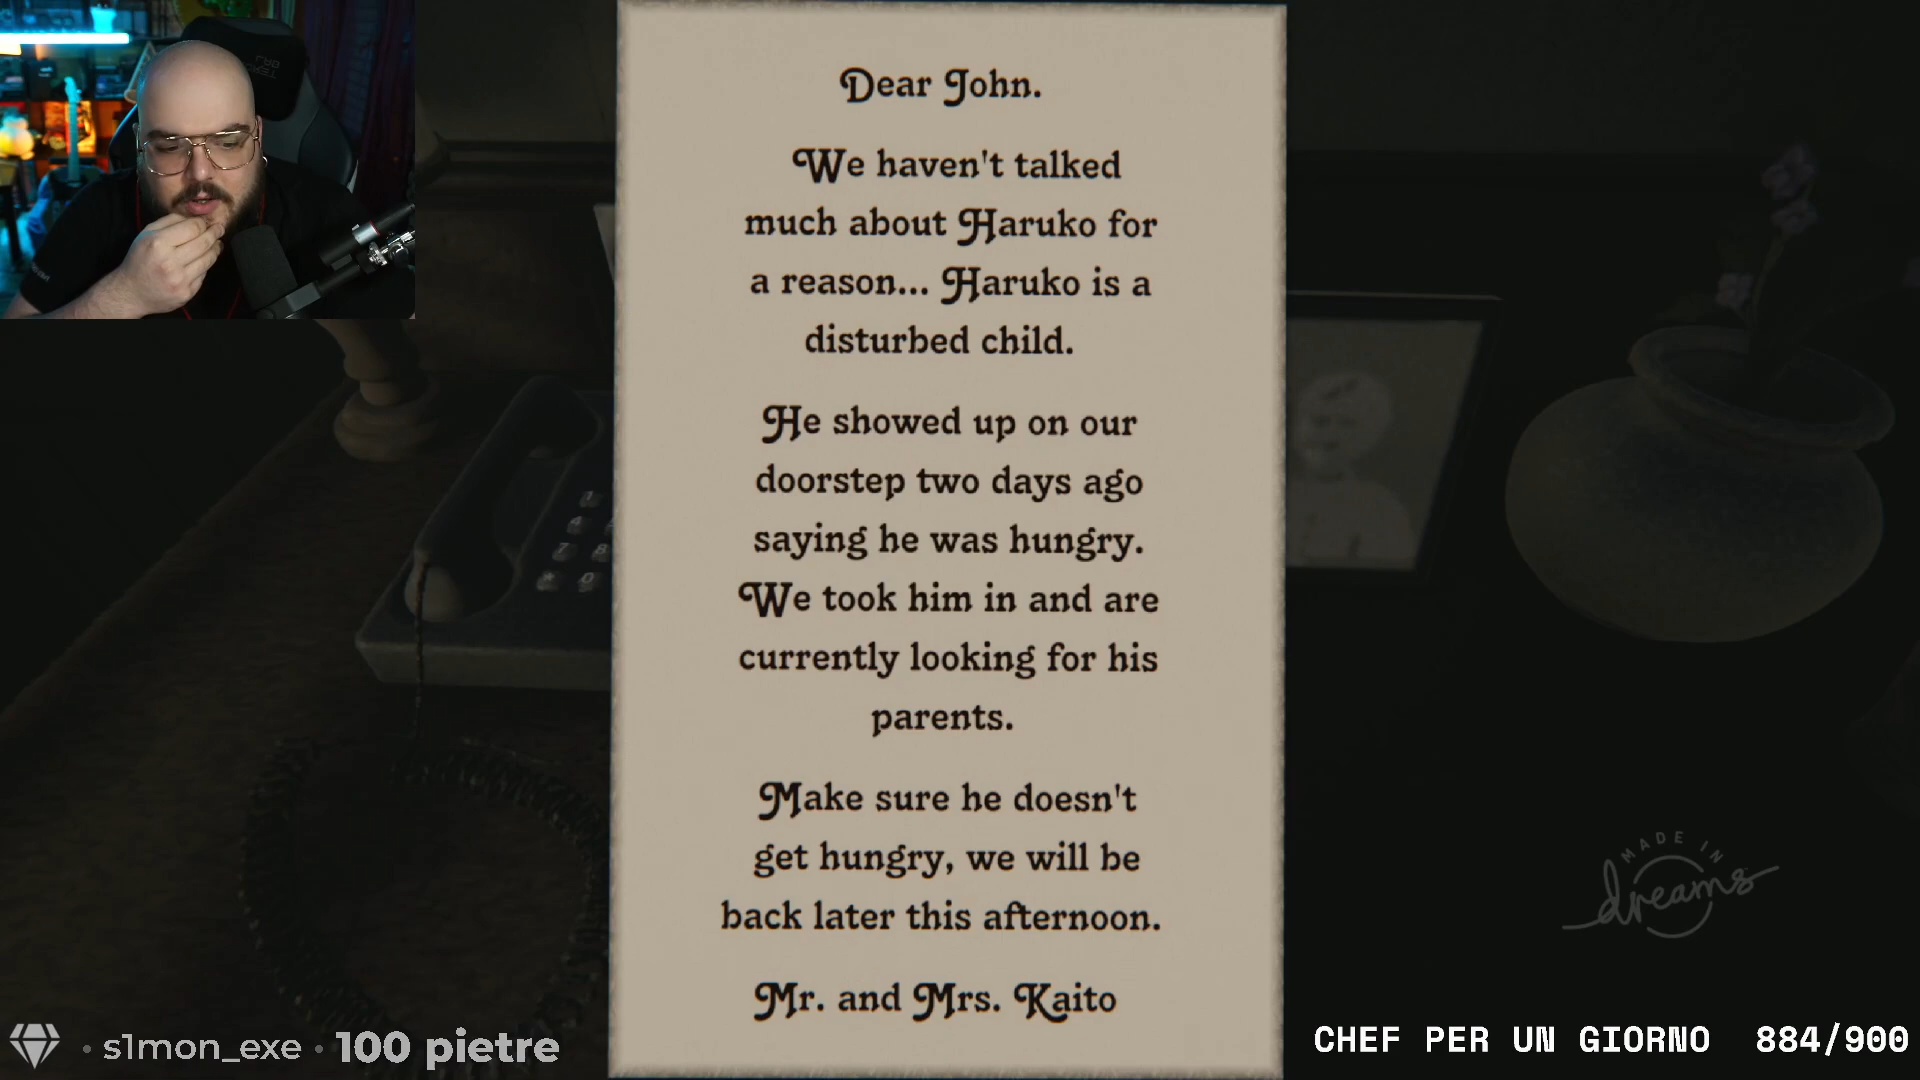 Dear John.
We haven't talked
much about Haruko for
a reason... Haruko is a
disturbed child.
He showed up on our
doorstep two days ago
saying he was hungry.
We took him in and are
currently looking for his
parents.
Make sure he doesn't
get hungry, we will be
back later this afternoon.
Mr. and Mrs. Kaito
MADE IN
dreams
• s1mon_exe • 100 pietre
CHEF PER UN GIORNO 884/900